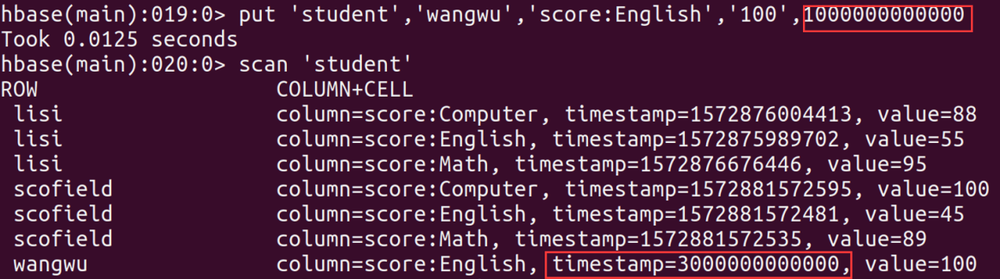 hbase(main):019:0> put 'student','wangwu','score:English','100',1000000000000
Took 0.0125 seconds
hbase(main):020:0> scan 'student'
ROW COLUMN+CELL
lisi column=score:Computer, timestamp=1572876004413, value=88
lisi column=score:English, timestamp=1572875989702, value=55
lisi column=score:Math, timestamp=1572876676446, value=95
scofield column=score:Computer, timestamp=1572881572595, value=100
scofield column=score:English, timestamp=1572881572481, value=45
scofield column=score:Math, timestamp=1572881572535, value=89
wangwu column=score:English, timestamp=3000000000000, value=100